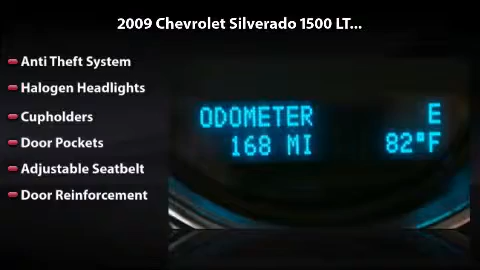 2009 Chevrolet Silverado 1500 LT...
Anti Theft System
Halogen Headlights
Cupholders
Door Pockets
Adjustable Seatbelt
Door Reinforcement
ODOMETER E
168 MI 82°F